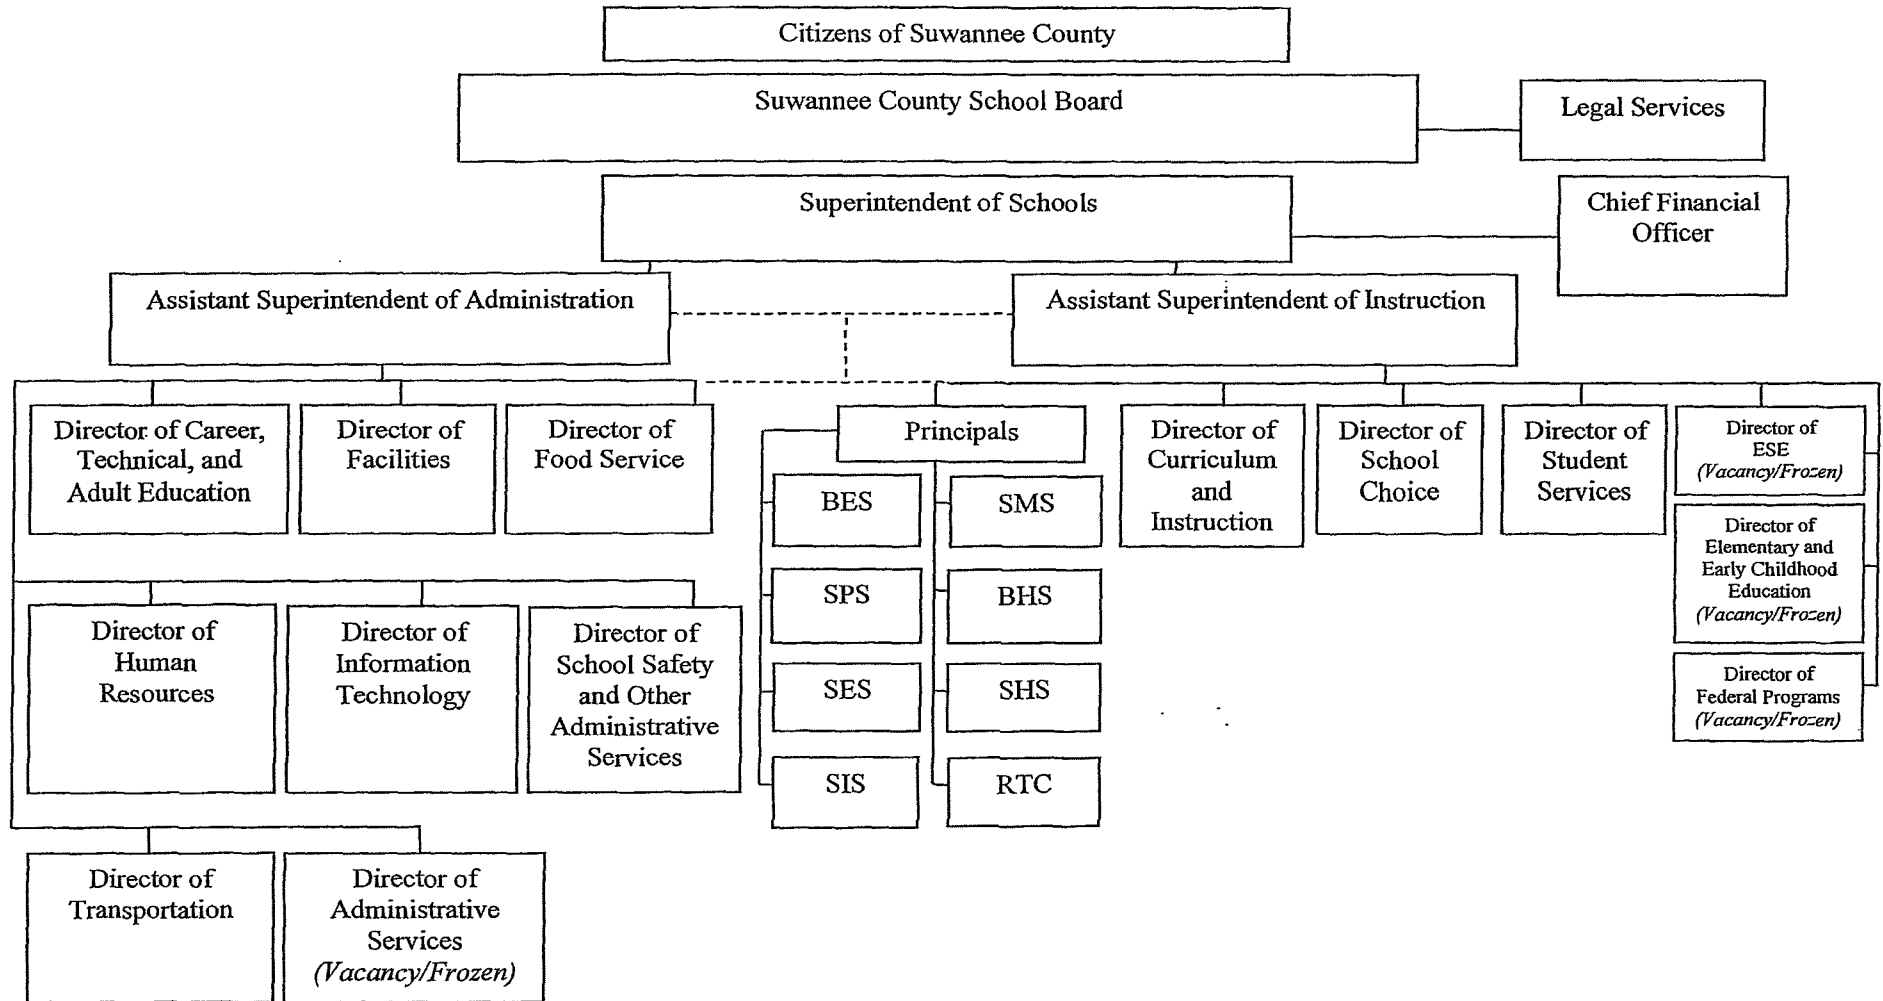 Citizens of Suwannee County
Suwannee County School Board
Legal Services
Superintendent of Schools
Chief Financial
Officer
Assistant Superintendent of Administration
Assistant Superintendent of Instruction
Director of Career,
Technical, and
Adult Education
Director of
Facilities
Director of
Food Service
Principals
BES
SMS
SPS
BHS
SES
SHS
SIS
RTC
Director of
Curriculum
and
Instruction
Director of
School
Choice
Director of
Student
Services
Director of
ESE
(Vacancy/Frozen)
Director of
Elementary and
Early Childhood
Education
(Vacancy/Frozen)
Director of
Federal Programs
(Vacancy/Frozen)
Director of
Human
Resources
Director of
Information
Technology
Director of
School Safety
and Other
Administrative
Services
Director of
Transportation
Director of
Administrative
Services
(Vacancy/Frozen)